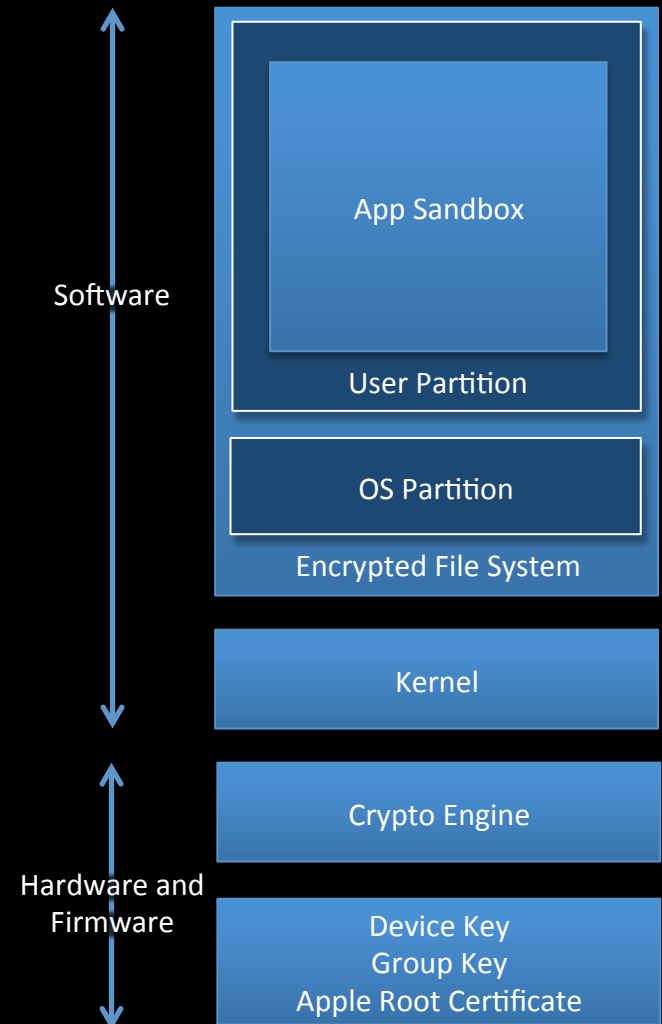 App Sandbox
Software
User Partition
OS Partition
Encrypted File System
Kernel
Crypto Engine
Hardware and
Firmware
Device Key
Group Key
Apple Root Certificate